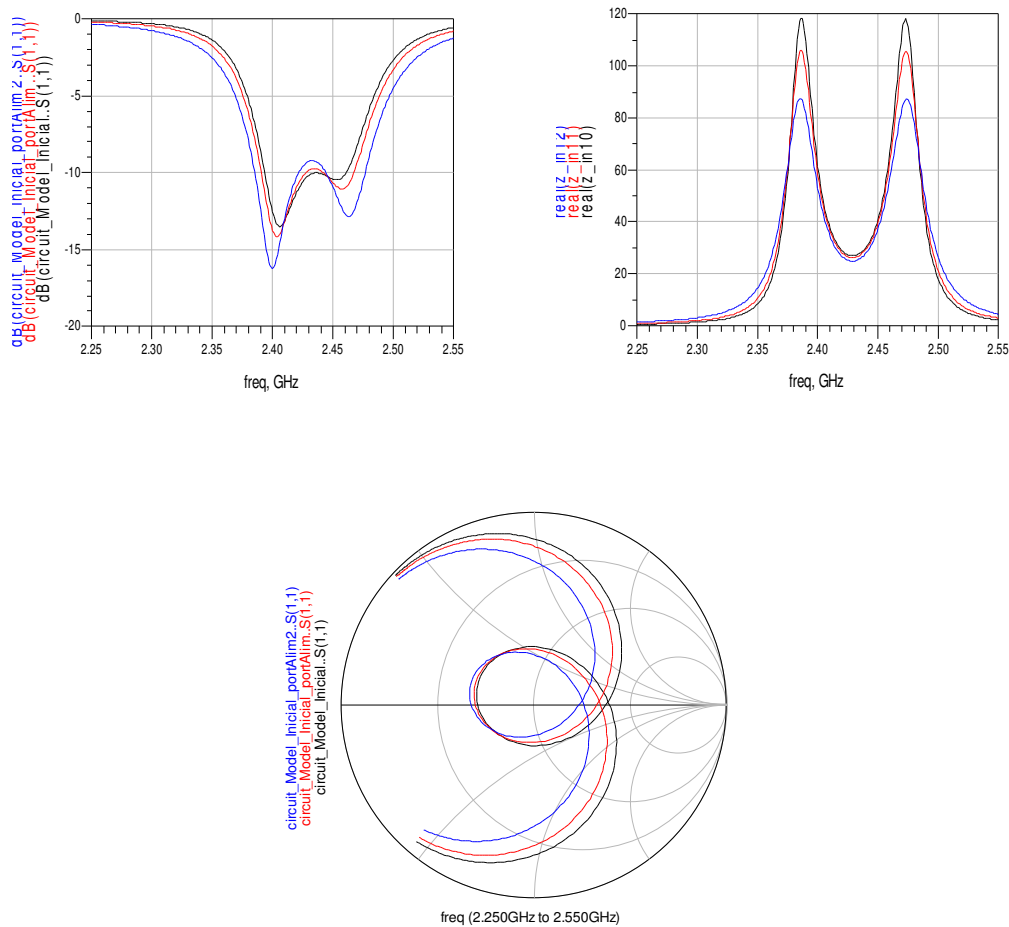 dB(circuit_Model_Inicial_portAlim2..S(1,1))
dB(circuit_Model_Inicial_portAlim..S(1,1))
dB(circuit_Model_Inicial..S(1,1))
0
-5
-10
-15
-20
2.25 2.30 2.35 2.40 2.45 2.50 2.55
freq, GHz
real(z_in12)
real(z_in11)
real(z_in10)
120
100
80
60
40
20
0
2.25 2.30 2.35 2.40 2.45 2.50 2.55
freq, GHz
circuit_Model_Inicial_portAlim2..S(1,1)
circuit_Model_Inicial_portAlim..S(1,1)
circuit_Model_Inicial..S(1,1)
freq (2.250GHz to 2.550GHz)